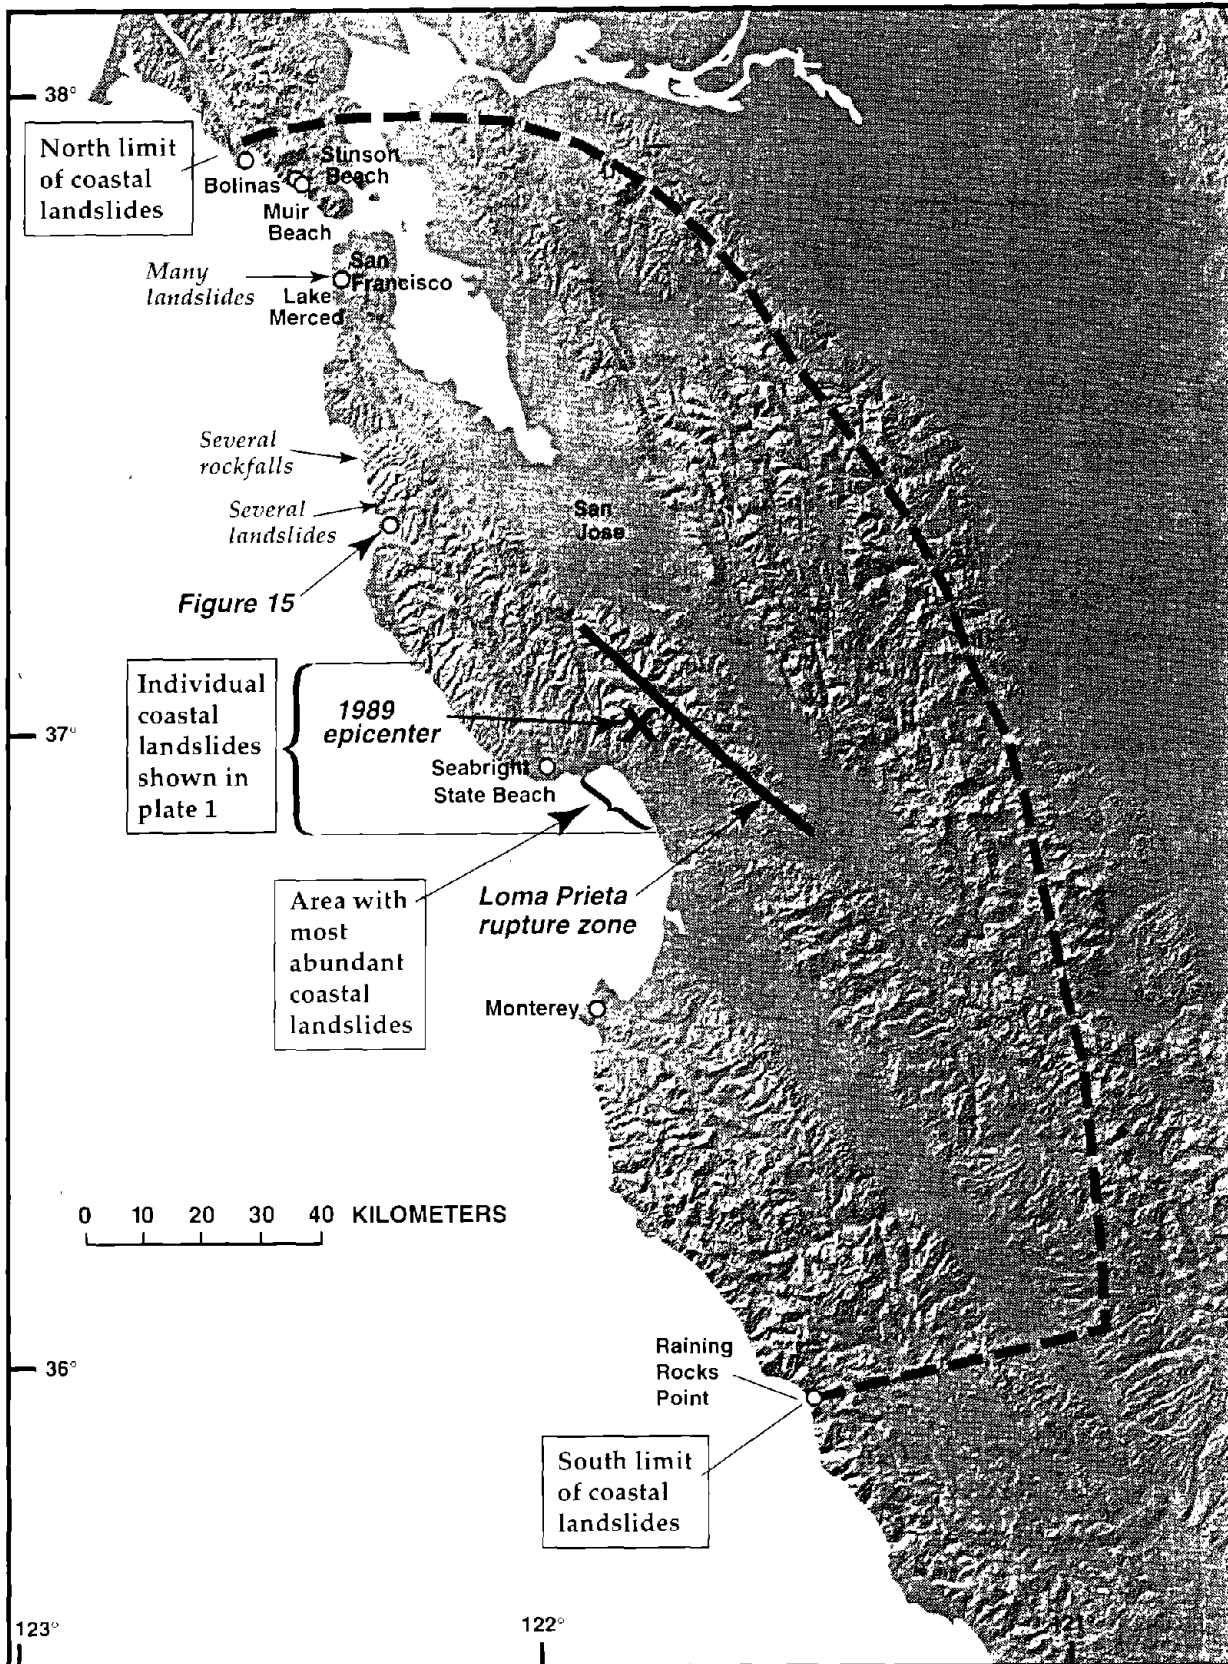 38°
North limit
of coastal
landslides
Stinson
Beach
Bolinas
Muir
Beach
Many
landslides
San
Francisco
Lake
Merced
Several
rockfalls
Several
landslides
San
Jose
Figure 15
Individual
coastal
landslides
shown in
plate 1
1989
epicenter
X
37°
Seabright
State Beach
Area with
most
abundant
coastal
landslides
Loma Prieta
rupture zone
Monterey
0 10 20 30 40 KILOMETERS
36°
Raining
Rocks
Point
South limit
of coastal
landslides
123°
122°
121°